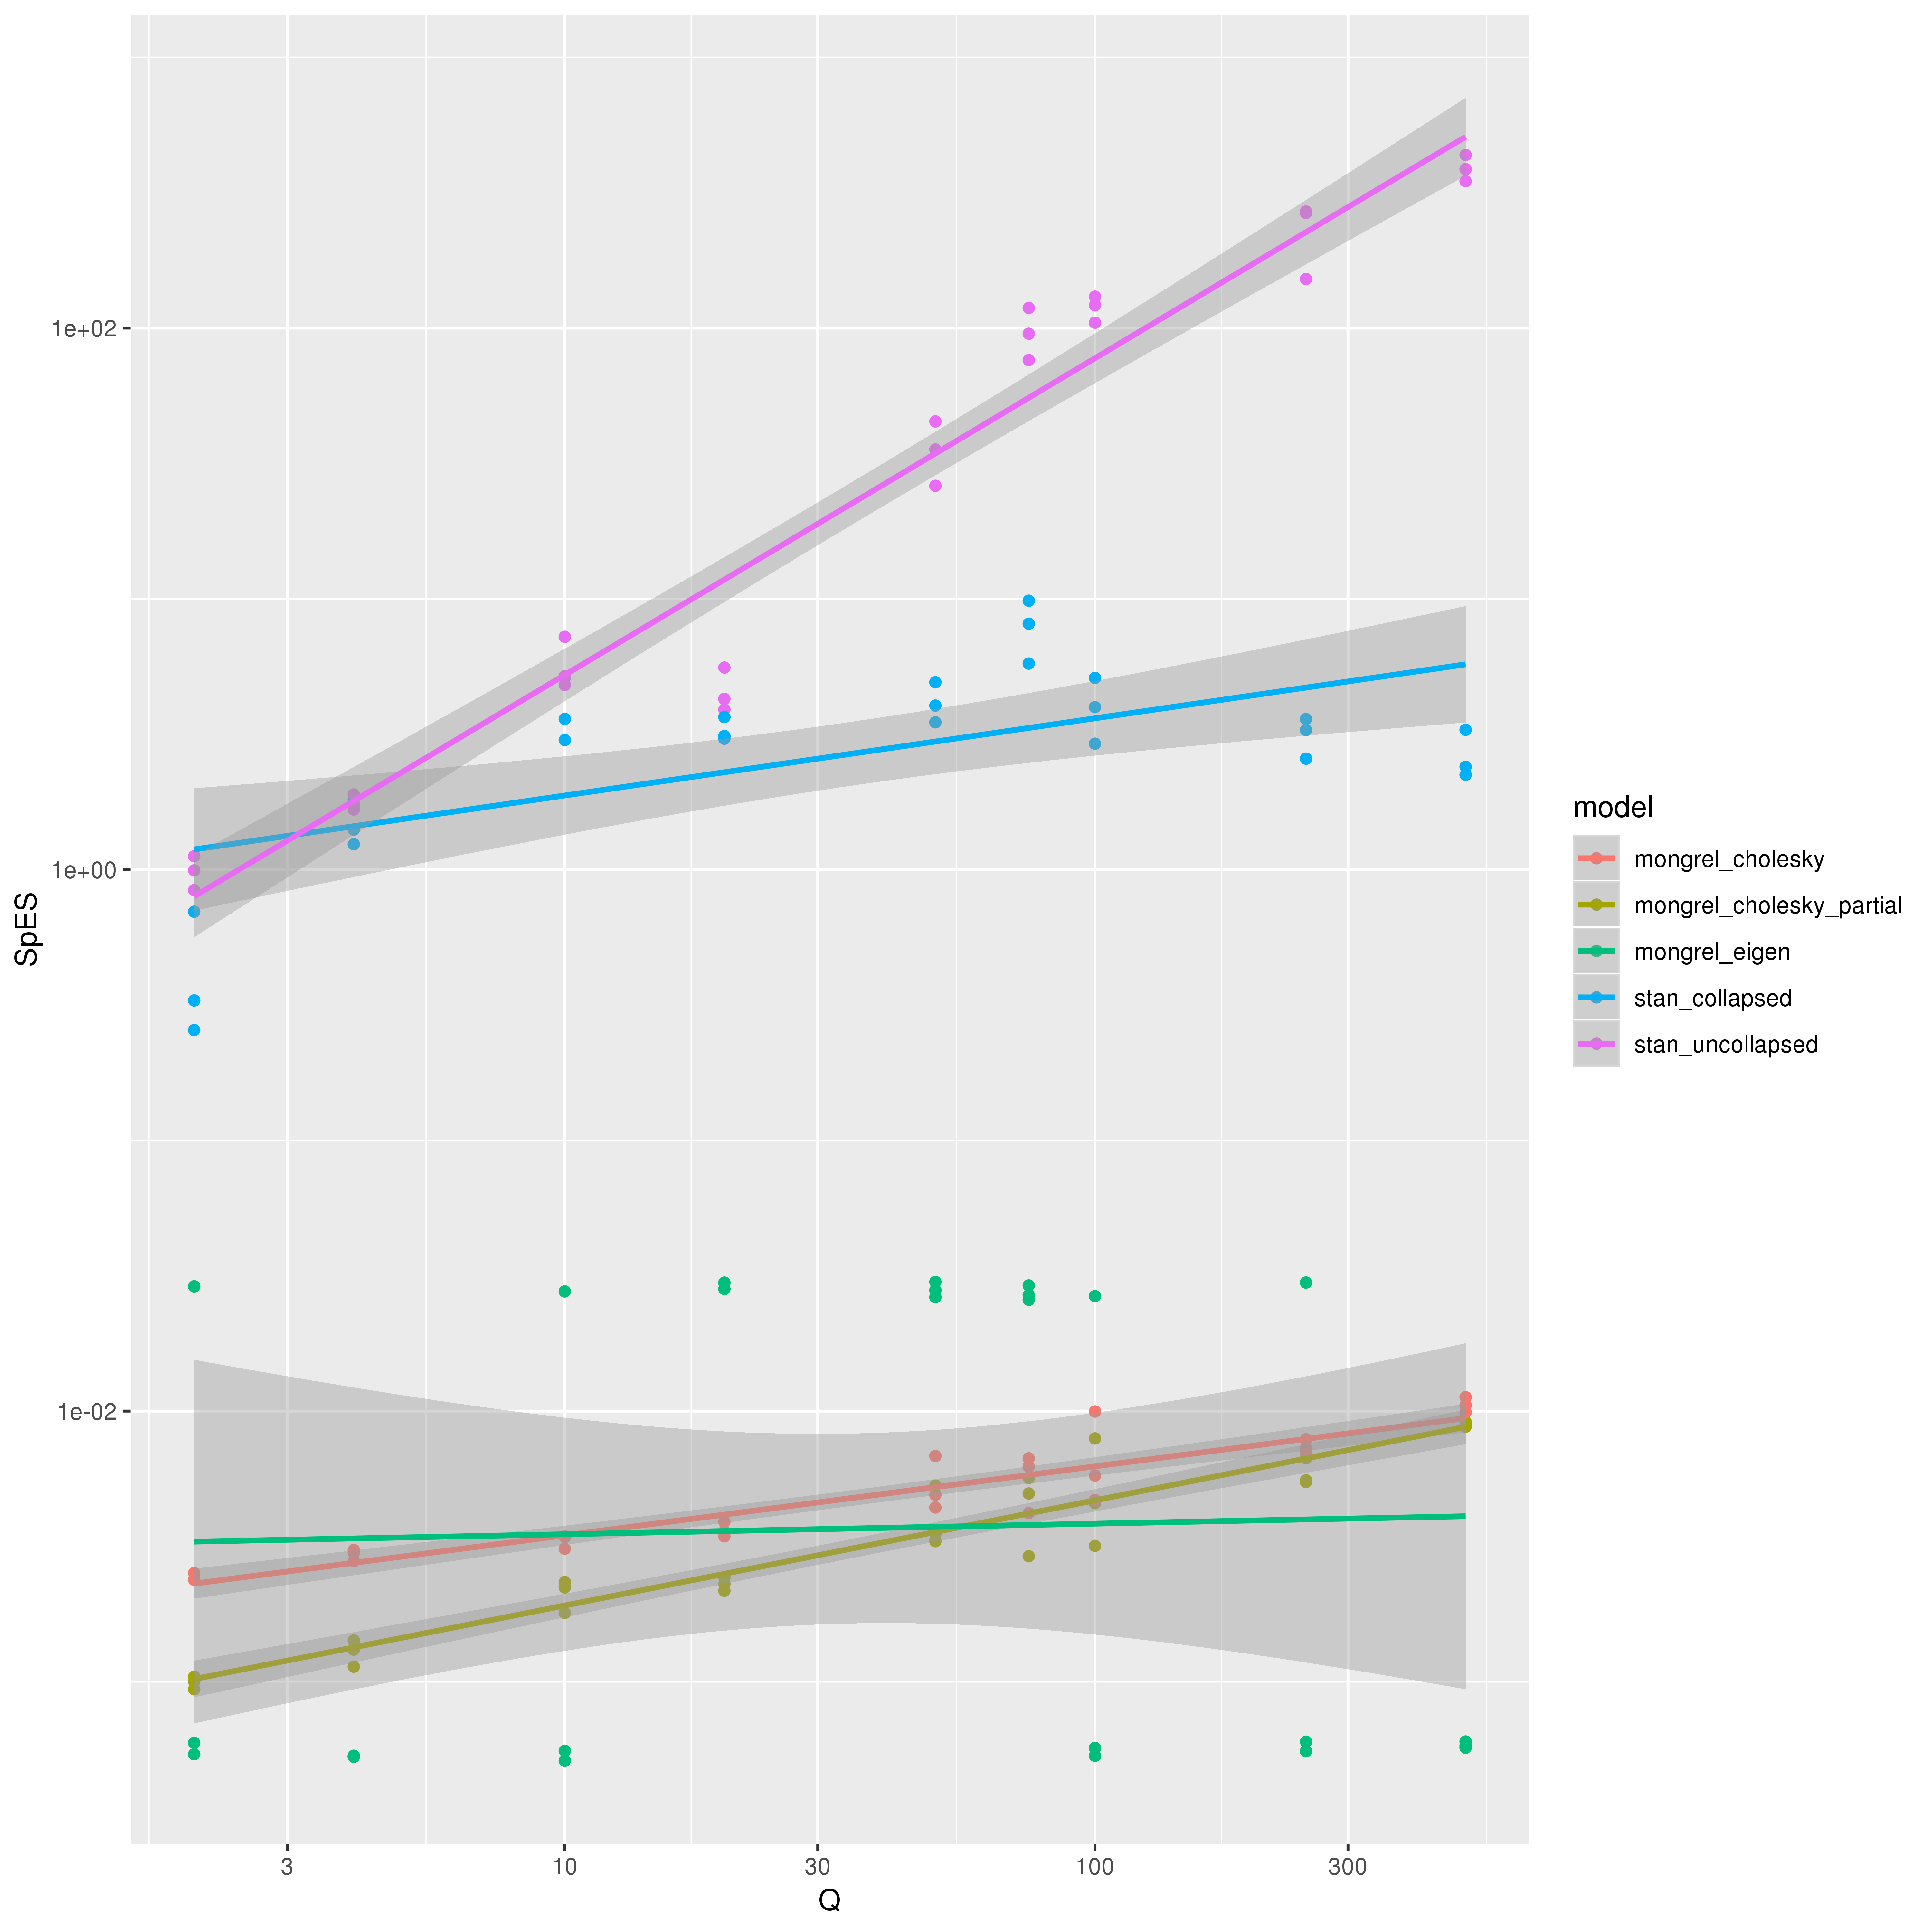 SpES
1e+02
1e+00
1e-02
3 10 30 100 300
Q
model
mongrel_cholesky
mongrel_cholesky_partial
mongrel_eigen
stan_collapsed
stan_uncollapsed